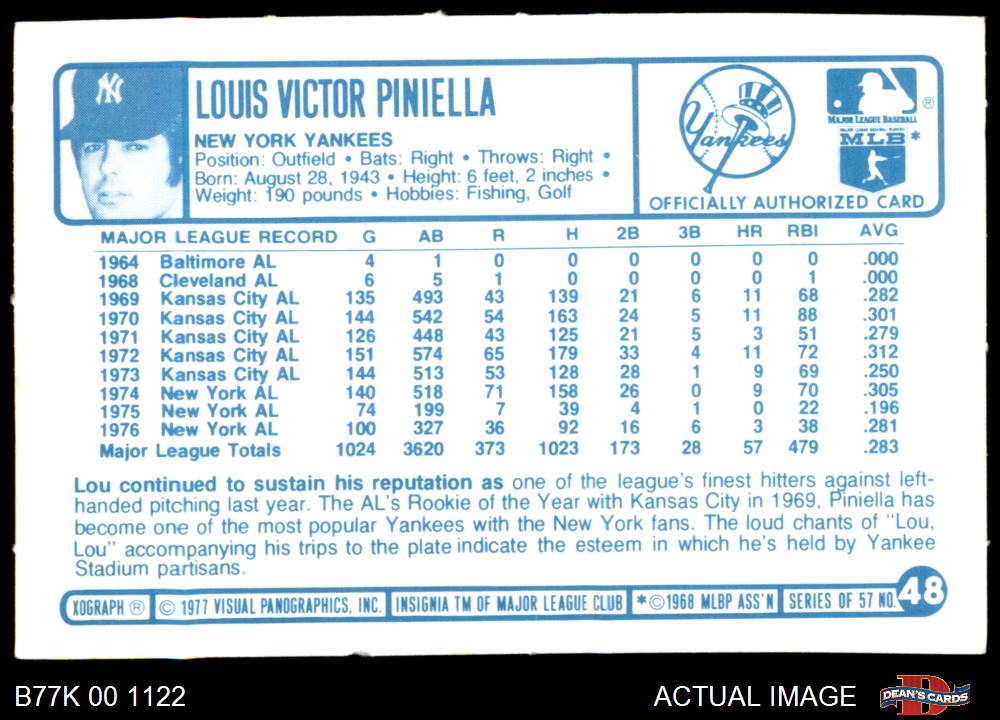 NY
LOUIS VICTOR PINIELLA
NEW YORK YANKEES
Position: Outfield • Bats: Right • Throws: Right •
Born: August 28, 1943 • Height: 6 feet, 2 inches •
Weight: 190 pounds • Hobbies: Fishing, Golf
Yankees
MAJOR LEAGUE BASEBALL
®
MAJOR LEAGUE BASEBALL PLAYERS
MLB *
OFFICIALLY AUTHORIZED CARD
MAJOR LEAGUE RECORD G AB R H 2B 3B HR RBI AVG
1964 Baltimore AL 4 1 0 0 0 0 0 0 .000
1968 Cleveland AL 6 5 1 0 0 0 0 1 .000
1969 Kansas City AL 135 493 43 139 21 6 11 68 .282
1970 Kansas City AL 144 542 54 163 24 5 11 88 .301
1971 Kansas City AL 126 448 43 125 21 5 3 51 .279
1972 Kansas City AL 151 574 65 179 33 4 11 72 .312
1973 Kansas City AL 144 513 53 128 28 1 9 69 .250
1974 New York AL 140 518 71 158 26 0 9 70 .305
1975 New York AL 74 199 7 39 4 1 0 22 .196
1976 New York AL 100 327 36 92 16 6 3 38 .281
Major League Totals 1024 3620 373 1023 173 28 57 479 .283
Lou continued to sustain his reputation as one of the league's finest hitters against left-
handed pitching last year. The AL's Rookie of the Year with Kansas City in 1969, Piniella has
become one of the most popular Yankees with the New York fans. The loud chants of "Lou,
Lou" accompanying his trips to the plate indicate the esteem in which he's held by Yankee
Stadium partisans.
XOGRAPH ® © 1977 VISUAL PANOGRAPHICS, INC. INSIGNIA TM OF MAJOR LEAGUE CLUB *©1968 MLBP ASS'N SERIES OF 57 NO. 48
B77K 00 1122 ACTUAL IMAGE D DEAN'S CARDS